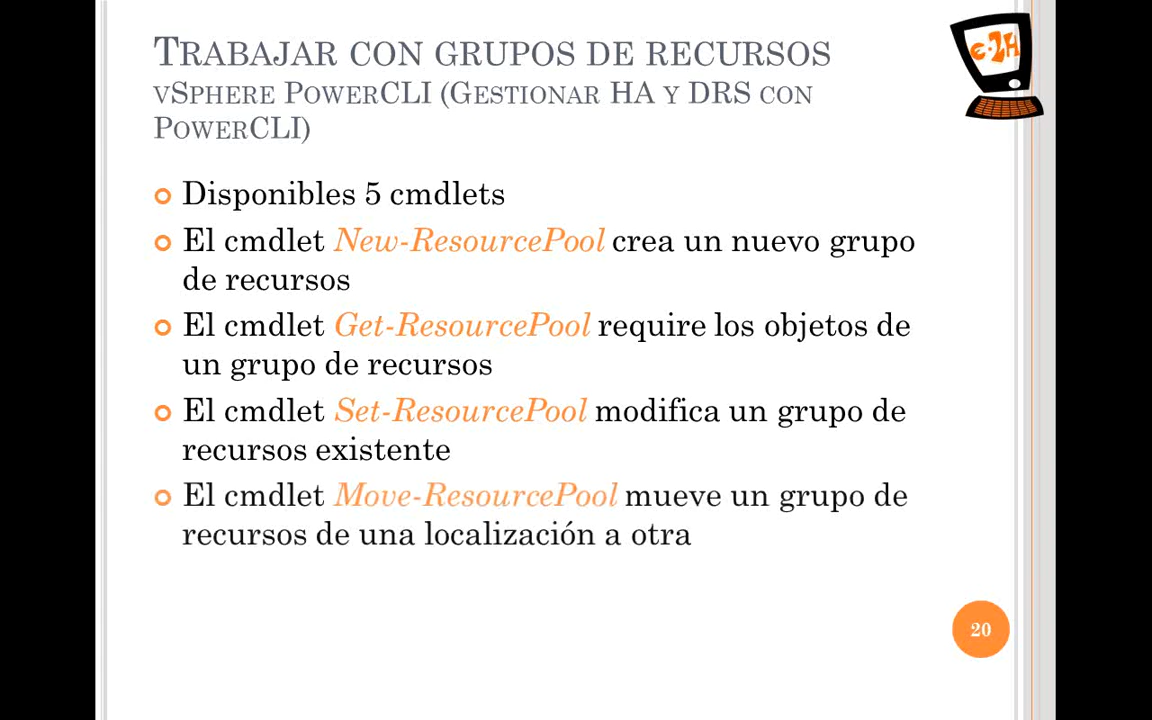 TRABAJAR CON GRUPOS DE RECURSOS
VSPHERE POWERCLI (GESTIONAR HA Y DRS CON
POWERCLI)
e-2H
Disponibles 5 cmdlets
El cmdlet New-ResourcePool crea un nuevo grupo
de recursos
El cmdlet Get-ResourcePool require los objetos de
un grupo de recursos
El cmdlet Set-ResourcePool modifica un grupo de
recursos existente
El cmdlet Move-ResourcePool mueve un grupo de
recursos de una localización a otra
20